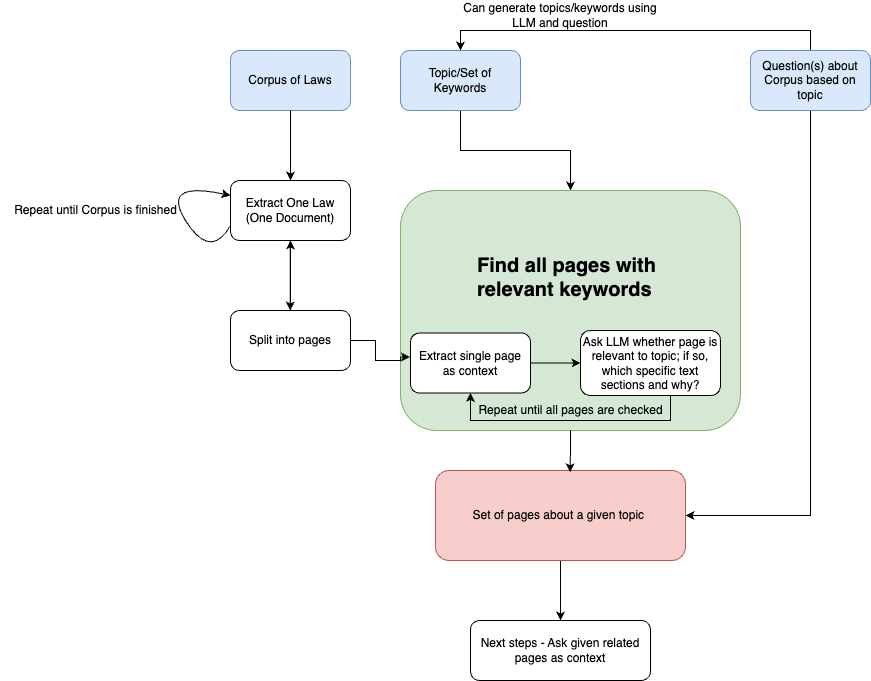 Can generate topics/keywords using
LLM and question
Corpus of Laws
Topic/Set of
Keywords
Question(s) about
Corpus based on
topic
Repeat until Corpus is finished
Extract One Law
(One Document)
Find all pages with
relevant keywords
Split into pages
Extract single page
as context
Ask LLM whether page is
relevant to topic; if so,
which specific text
sections and why?
Repeat until all pages are checked
Set of pages about a given topic
Next steps - Ask given related
pages as context